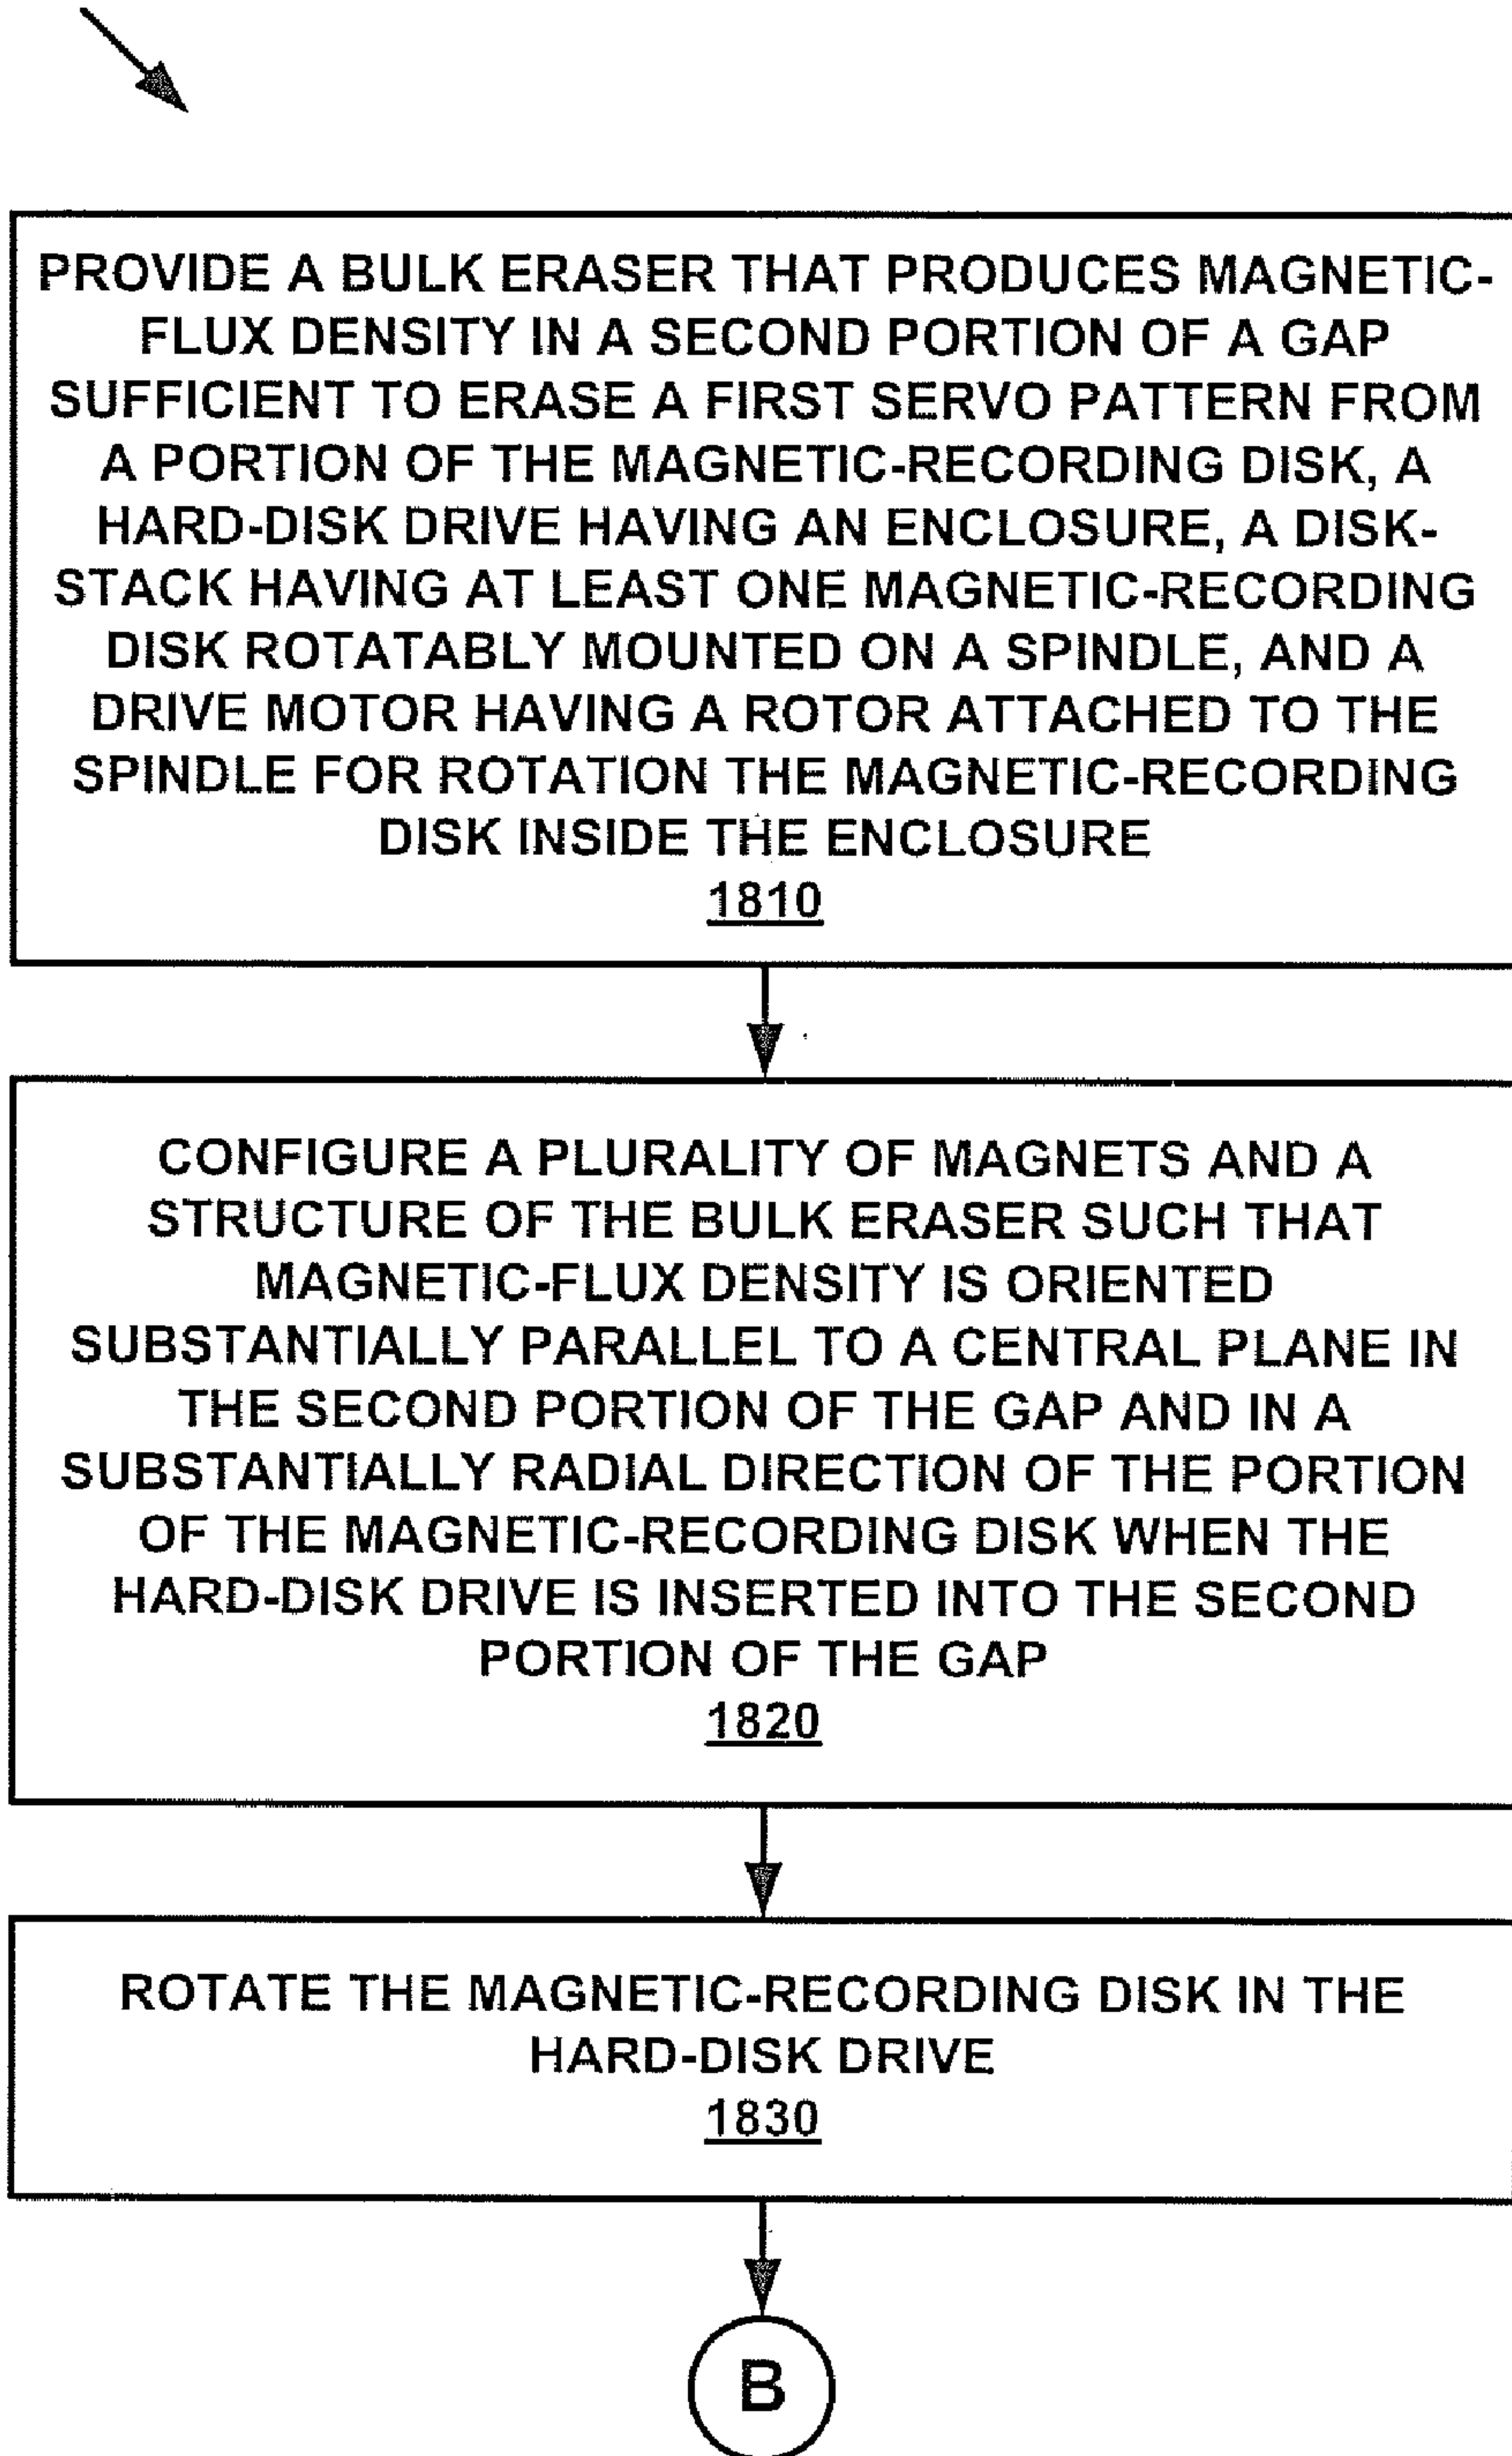 PROVIDE A BULK ERASER THAT PRODUCES MAGNETIC-
FLUX DENSITY IN A SECOND PORTION OF A GAP
SUFFICIENT TO ERASE A FIRST SERVO PATTERN FROM
A PORTION OF THE MAGNETIC-RECORDING DISK, A
HARD-DISK DRIVE HAVING AN ENCLOSURE, A DISK-
STACK HAVING AT LEAST ONE MAGNETIC-RECORDING
DISK ROTATABLY MOUNTED ON A SPINDLE, AND A
DRIVE MOTOR HAVING A ROTOR ATTACHED TO THE
SPINDLE FOR ROTATION THE MAGNETIC-RECORDING
DISK INSIDE THE ENCLOSURE
1810
CONFIGURE A PLURALITY OF MAGNETS AND A
STRUCTURE OF THE BULK ERASER SUCH THAT
MAGNETIC-FLUX DENSITY IS ORIENTED
SUBSTANTIALLY PARALLEL TO A CENTRAL PLANE IN
THE SECOND PORTION OF THE GAP AND IN A
SUBSTANTIALLY RADIAL DIRECTION OF THE PORTION
OF THE MAGNETIC-RECORDING DISK WHEN THE
HARD-DISK DRIVE IS INSERTED INTO THE SECOND
PORTION OF THE GAP
1820
ROTATE THE MAGNETIC-RECORDING DISK IN THE
HARD-DISK DRIVE
1830
B